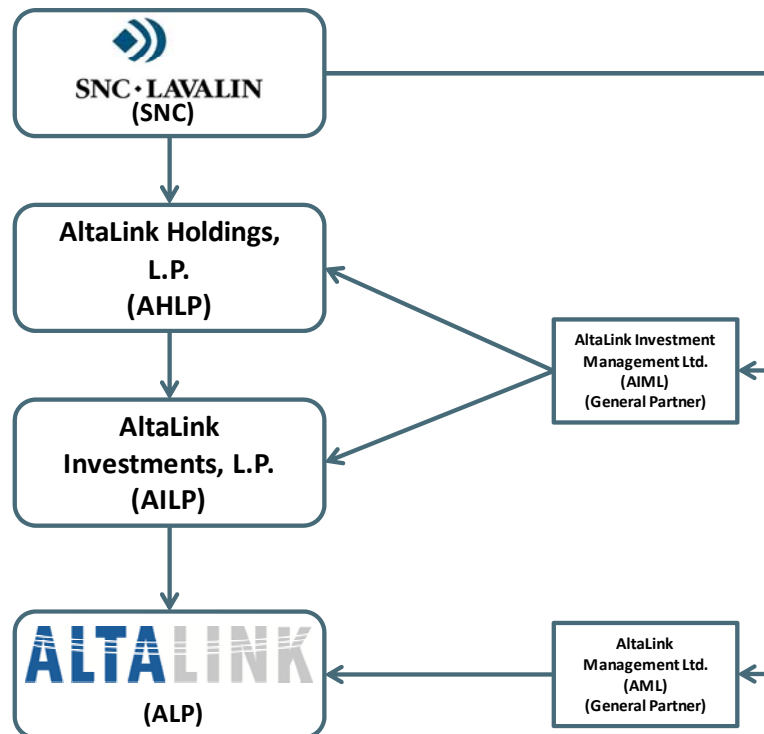 SNC•LAVALIN
(SNC)
AltaLink Holdings,
L.P.
(AHLP)
AltaLink Investment
Management Ltd.
(AIML)
(General Partner)
AltaLink
Investments, L.P.
(AILP)
ALTALINK
(ALP)
AltaLink
Management Ltd.
(AML)
(General Partner)